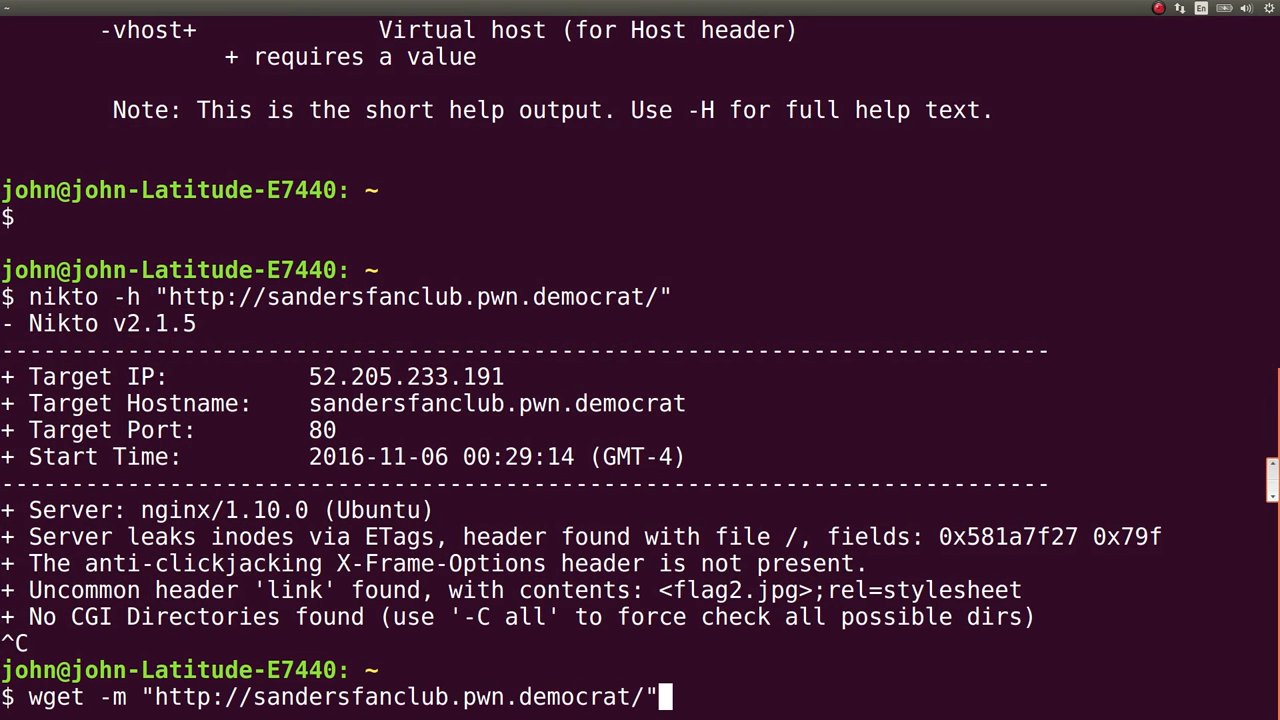 ~
En
-vhost+ Virtual host (for Host header)
+ requires a value
Note: This is the short help output. Use -H for full help text.
john@john-Latitude-E7440: ~
$
john@john-Latitude-E7440: ~
$ nikto -h "http://sandersfanclub.pwn.democrat/"
- Nikto v2.1.5
---------------------------------------------------------------------------
+ Target IP: 52.205.233.191
+ Target Hostname: sandersfanclub.pwn.democrat
+ Target Port: 80
+ Start Time: 2016-11-06 00:29:14 (GMT-4)
---------------------------------------------------------------------------
+ Server: nginx/1.10.0 (Ubuntu)
+ Server leaks inodes via ETags, header found with file /, fields: 0x581a7f27 0x79f
+ The anti-clickjacking X-Frame-Options header is not present.
+ Uncommon header 'link' found, with contents: <flag2.jpg>;rel=stylesheet
+ No CGI Directories found (use '-C all' to force check all possible dirs)
^C
john@john-Latitude-E7440: ~
$ wget -m "http://sandersfanclub.pwn.democrat/"